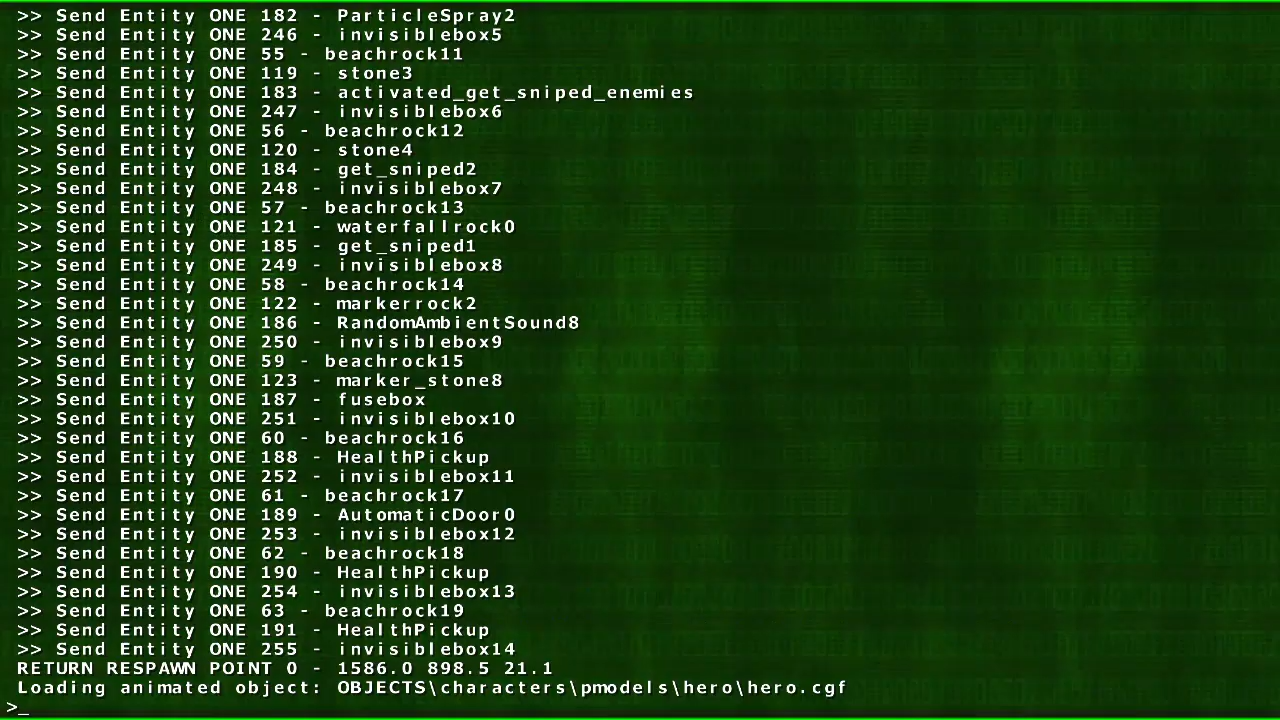 >> Send Entity ONE 182 - ParticleSpray2
>> Send Entity ONE 246 - invisiblebox5
>> Send Entity ONE 55 - beachrock11
>> Send Entity ONE 119 - stone3
>> Send Entity ONE 183 - activated_get_sniped_enemies
>> Send Entity ONE 247 - invisiblebox6
>> Send Entity ONE 56 - beachrock12
>> Send Entity ONE 120 - stone4
>> Send Entity ONE 184 - get_sniped2
>> Send Entity ONE 248 - invisiblebox7
>> Send Entity ONE 57 - beachrock13
>> Send Entity ONE 121 - waterfallrock0
>> Send Entity ONE 185 - get_sniped1
>> Send Entity ONE 249 - invisiblebox8
>> Send Entity ONE 58 - beachrock14
>> Send Entity ONE 122 - markerrock2
>> Send Entity ONE 186 - RandomAmbientSound8
>> Send Entity ONE 250 - invisiblebox9
>> Send Entity ONE 59 - beachrock15
>> Send Entity ONE 123 - marker_stone8
>> Send Entity ONE 187 - fusebox
>> Send Entity ONE 251 - invisiblebox10
>> Send Entity ONE 60 - beachrock16
>> Send Entity ONE 188 - HealthPickup
>> Send Entity ONE 252 - invisiblebox11
>> Send Entity ONE 61 - beachrock17
>> Send Entity ONE 189 - AutomaticDoor0
>> Send Entity ONE 253 - invisiblebox12
>> Send Entity ONE 62 - beachrock18
>> Send Entity ONE 190 - HealthPickup
>> Send Entity ONE 254 - invisiblebox13
>> Send Entity ONE 63 - beachrock19
>> Send Entity ONE 191 - HealthPickup
>> Send Entity ONE 255 - invisiblebox14
RETURN RESPAWN POINT 0 - 1586.0 898.5 21.1
Loading animated object: OBJECTS\characters\pmodels\hero\hero.cgf
>_